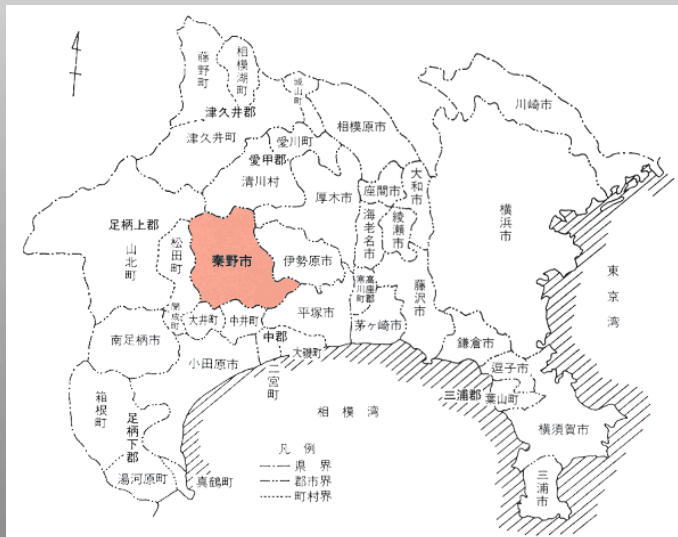 藤野町
相模湖町
城山町
川崎市
津久井郡
相模原市
津久井町
愛川町
愛甲郡
清川村
厚木市
座間市
大和市
足柄上郡
山北町
松田町
秦野市
伊勢原市
海老名市
綾瀬市
横浜市
東京湾
高座郡
寒川町
藤沢市
開成町
大井町
中井町
平塚市
茅ヶ崎市
南足柄市
中郡
大磯町
鎌倉市
小田原市
二宮町
逗子市
箱根町
足柄下郡
三浦郡
葉山町
相模湾
横須賀市
凡例
県界
郡市界
町村界
湯河原町
真鶴町
三浦市